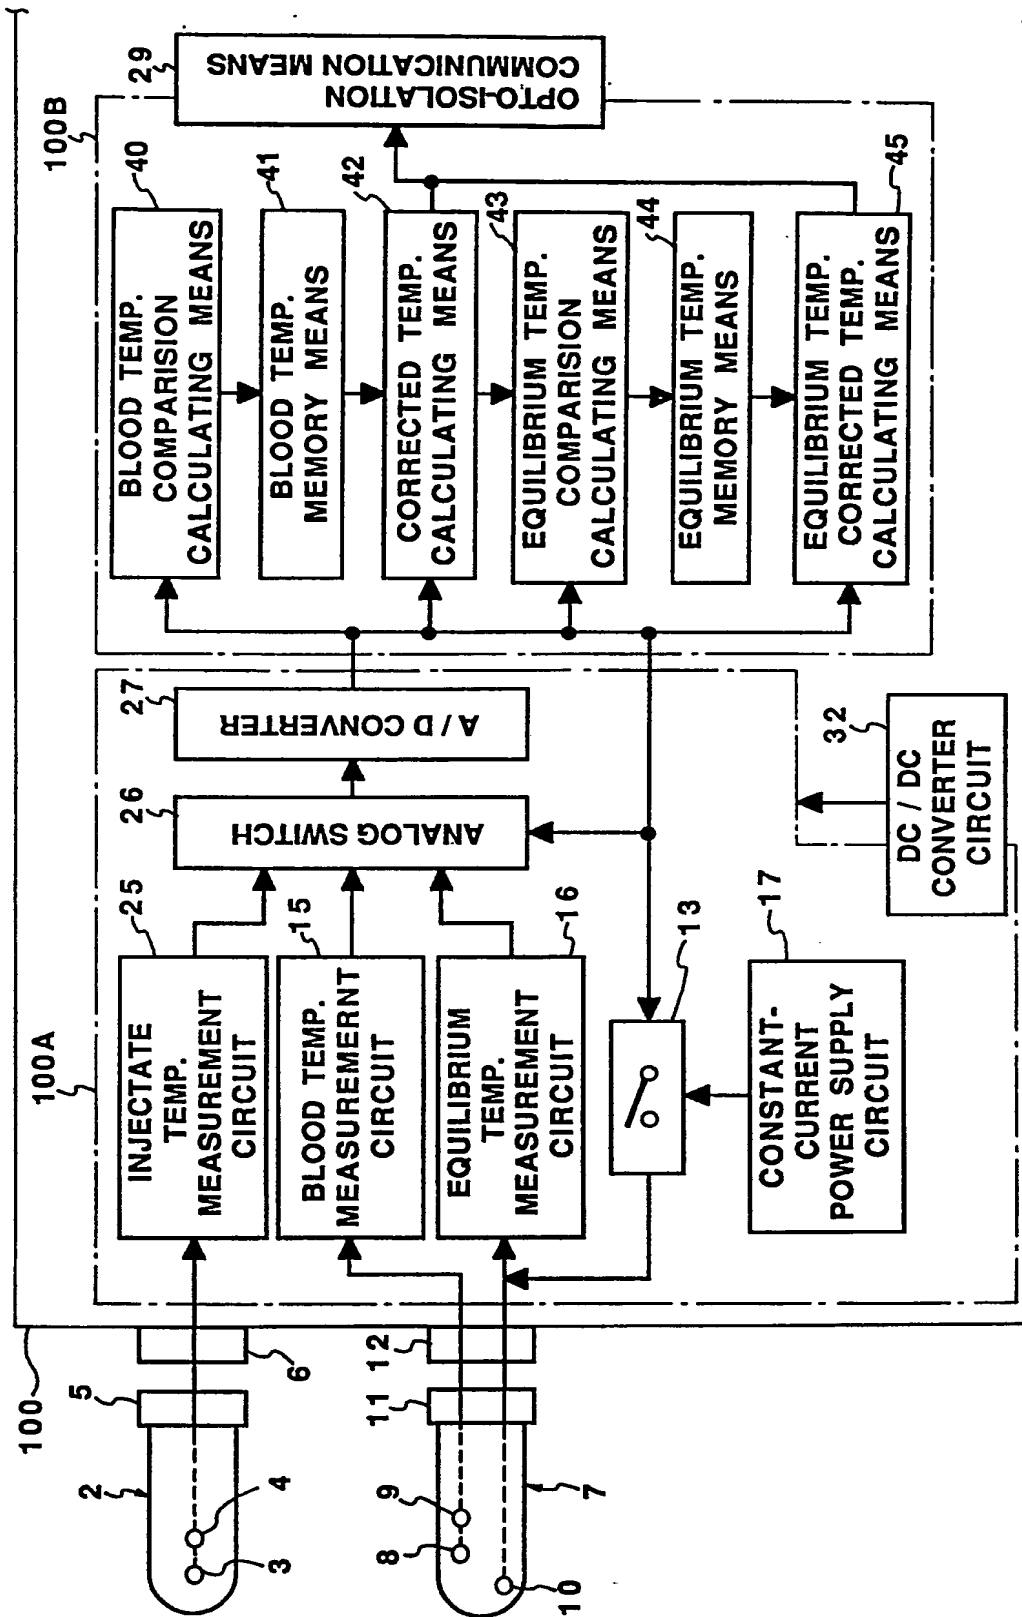 100
2
3
4
5
6
7
8
9
10
11
12
100A
INJECTATE
TEMP.
MEASUREMENT
CIRCUIT
25
BLOOD TEMP.
MEASUREMERNT
CIRCUIT
15
EQUILIBRIUM
TEMP.
MEASUREMENT
CIRCUIT
16
13
CONSTANT-
CURRENT
POWER SUPPLY
CIRCUIT
17
ANALOG SWITCH
26
A/D CONVERTER
27
DC/DC
CONVERTER
CIRCUIT
32
100B
BLOOD TEMP.
COMPARISION
CALCULATING MEANS
40
BLOOD TEMP.
MEMORY MEANS
41
CORRECTED TEMP.
CALCULATING MEANS
42
EQUILIBRIUM TEMP.
COMPARISION
CALCULATING MEANS
43
EQUILIBRIUM TEMP.
MEMORY MEANS
44
EQUILIBRIUM TEMP.
CORRECTED TEMP.
CALCULATING MEANS
45
OPTO-ISOLATION
COMMUNICATION MEANS
29